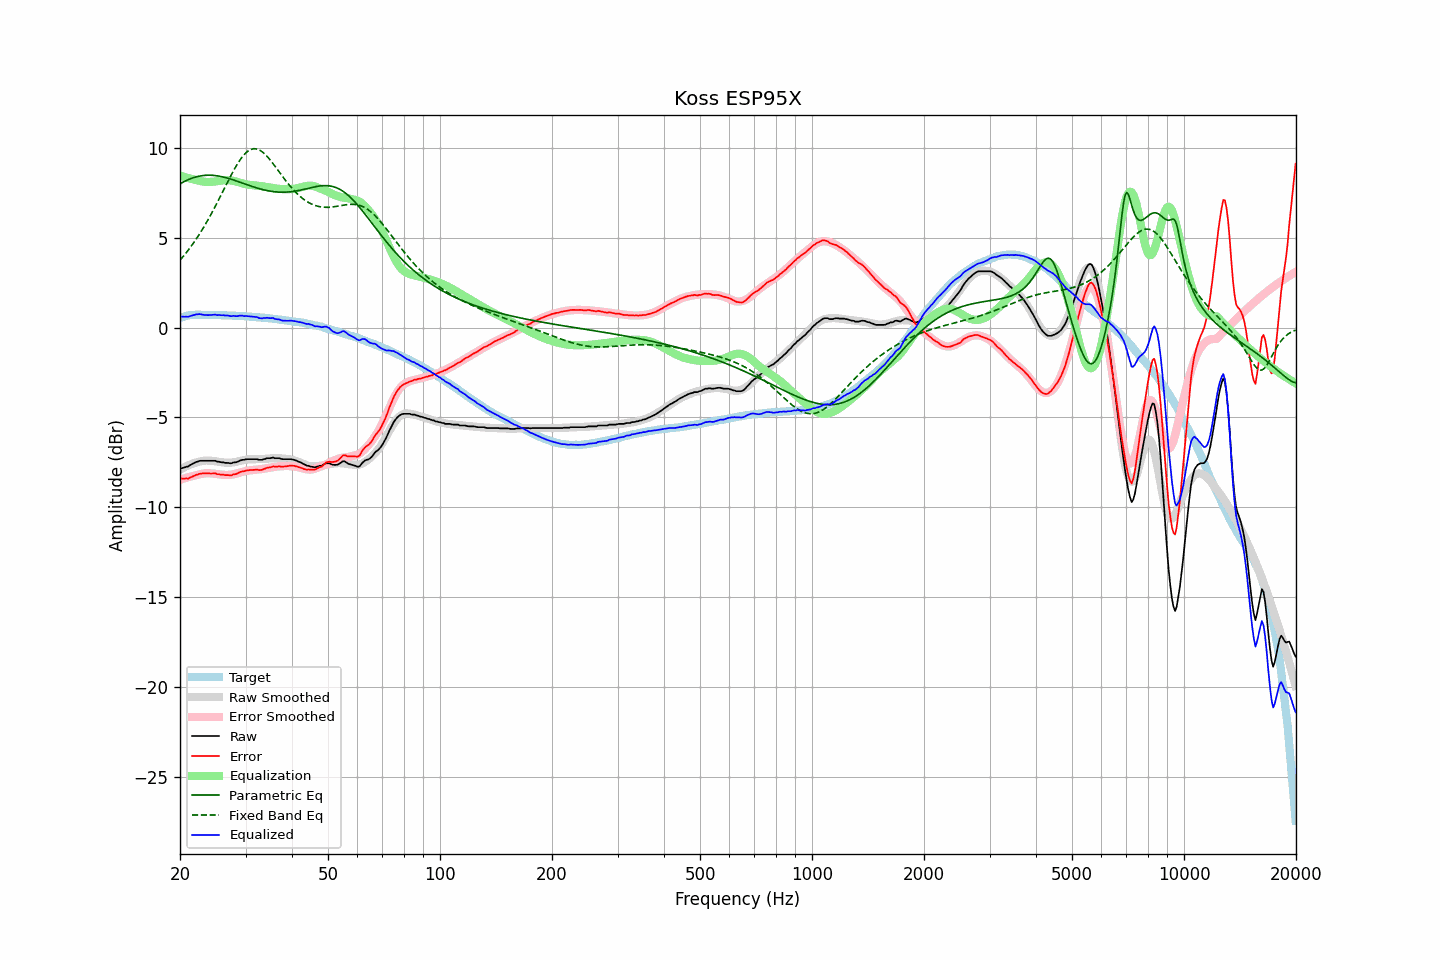 Koss ESP95X
Amplitude (dBr)
10
5
0
−5
−10
−15
−20
−25
Target
Raw Smoothed
Error Smoothed
Raw
Error
Equalization
Parametric Eq
Fixed Band Eq
Equalized
20 50 100 200 500 1000 2000 5000 10000 20000
Frequency (Hz)